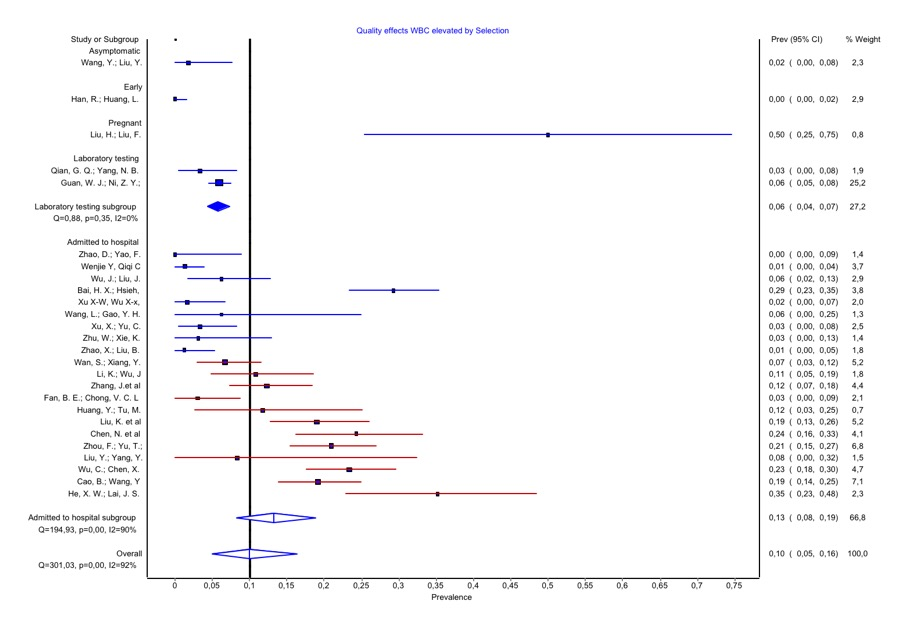 Quality effects WBC elevated by Selection
Study or Subgroup Prev (95% CI) % Weight
Asymptomatic
Wang, Y.; Liu, Y. 0,02 ( 0,00, 0,08) 2,3
Early
Han, R.; Huang, L. 0,00 ( 0,00, 0,02) 2,9
Pregnant
Liu, H.; Liu, F. 0,50 ( 0,25, 0,75) 0,8
Laboratory testing
Qian, G. Q.; Yang, N. B. 0,03 ( 0,00, 0,08) 1,9
Guan, W. J.; Ni, Z. Y.; 0,06 ( 0,05, 0,08) 25,2
Laboratory testing subgroup 0,06 ( 0,04, 0,07) 27,2
Q=0,88, p=0,35, I2=0%
Admitted to hospital
Zhao, D.; Yao, F. 0,00 ( 0,00, 0,09) 1,4
Wenjie Y, Qiqi C 0,01 ( 0,00, 0,04) 3,7
Wu, J.; Liu, J. 0,06 ( 0,02, 0,13) 2,9
Bai, H. X.; Hsieh, 0,29 ( 0,23, 0,35) 3,8
Xu X-W, Wu X-x, 0,02 ( 0,00, 0,07) 2,0
Wang, L.; Gao, Y. H. 0,06 ( 0,00, 0,25) 1,3
Xu, X.; Yu, C. 0,03 ( 0,00, 0,08) 2,5
Zhu, W.; Xie, K. 0,03 ( 0,00, 0,13) 1,4
Zhao, X.; Liu, B. 0,01 ( 0,00, 0,05) 1,8
Wan, S.; Xiang, Y. 0,07 ( 0,03, 0,12) 5,2
Li, K.; Wu, J 0,11 ( 0,05, 0,19) 1,8
Zhang, J.et al 0,12 ( 0,07, 0,18) 4,4
Fan, B. E.; Chong, V. C. L 0,03 ( 0,00, 0,09) 2,1
Huang, Y.; Tu, M. 0,12 ( 0,03, 0,25) 0,7
Liu, K. et al 0,19 ( 0,13, 0,26) 5,2
Chen, N. et al 0,24 ( 0,16, 0,33) 4,1
Zhou, F.; Yu, T.; 0,21 ( 0,15, 0,27) 6,8
Liu, Y.; Yang, Y. 0,08 ( 0,00, 0,32) 1,5
Wu, C.; Chen, X. 0,23 ( 0,18, 0,30) 4,7
Cao, B.; Wang, Y 0,19 ( 0,14, 0,25) 7,1
He, X. W.; Lai, J. S. 0,35 ( 0,23, 0,48) 2,3
Admitted to hospital subgroup 0,13 ( 0,08, 0,19) 66,8
Q=194,93, p=0,00, I2=90%
Overall 0,10 ( 0,05, 0,16) 100,0
Q=301,03, p=0,00, I2=92%
0 0,05 0,1 0,15 0,2 0,25 0,3 0,35 0,4 0,45 0,5 0,55 0,6 0,65 0,7 0,75
Prevalence